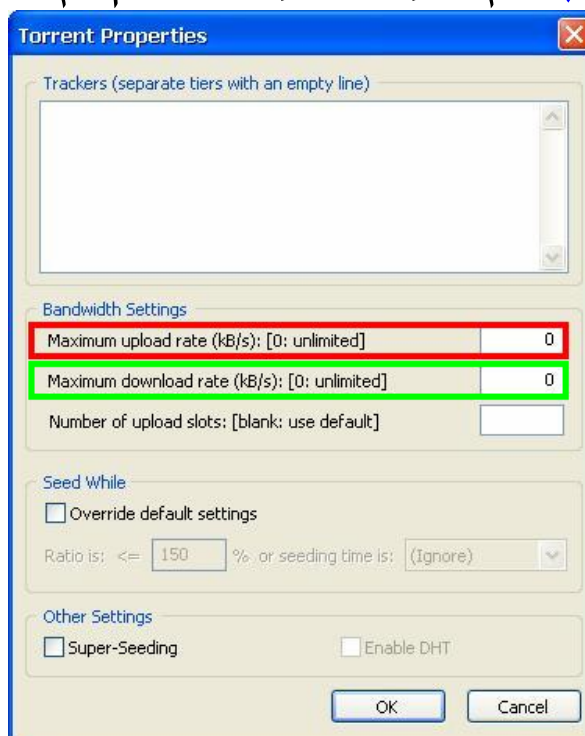 Torrent Properties
Trackers (separate tiers with an empty line)
Bandwidth Settings
Maximum upload rate (kB/s): [0: unlimited] 0
Maximum download rate (kB/s): [0: unlimited] 0
Number of upload slots: [blank: use default]
Seed While
Override default settings
Ratio is: <= 150 % or seeding time is: (Ignore)
Other Settings
Super-Seeding Enable DHT
OK Cancel